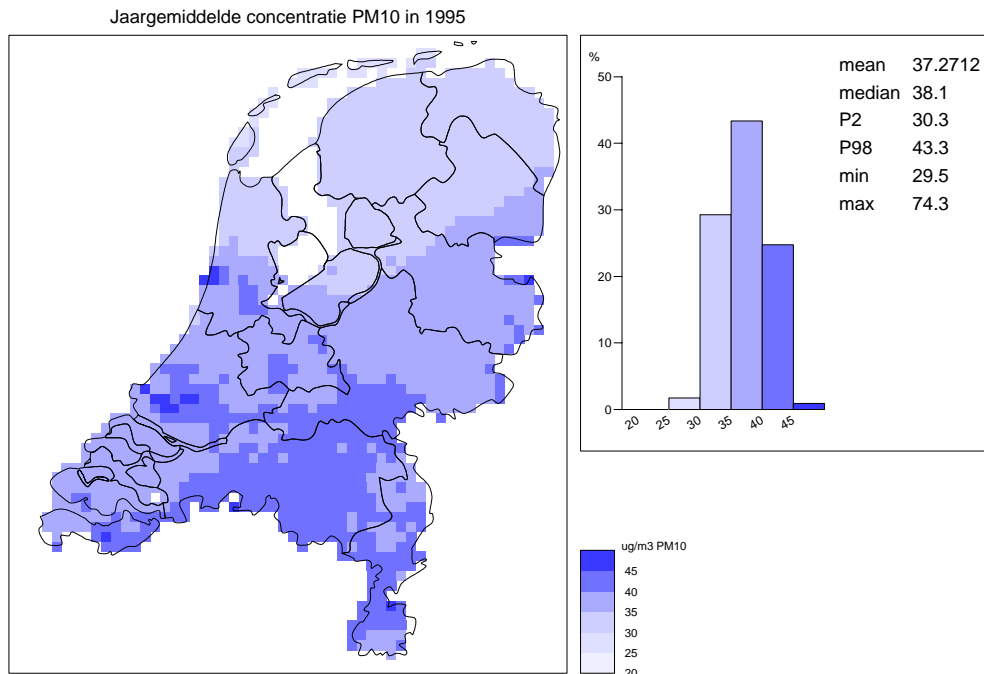 Jaargemiddelde concentratie PM10 in 1995
%
50
40
30
20
10
0
20 25 30 35 40 45
mean 37.2712
median 38.1
P2 30.3
P98 43.3
min 29.5
max 74.3
ug/m3 PM10
45
40
35
30
25
20